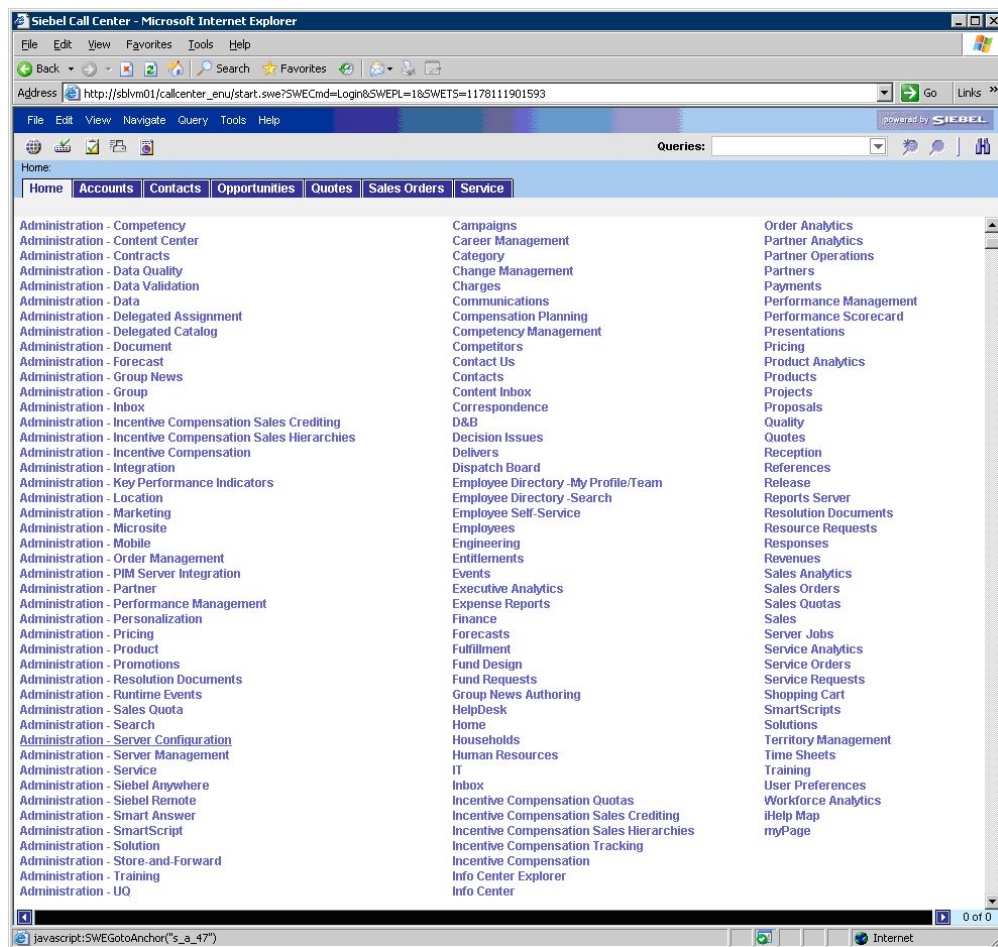 Siebel Call Center - Microsoft Internet Explorer
File Edit View Favorites Tools Help
Back Search Favorites
Address http://sblvm01/callcenter_enu/start.swe?SWECmd=Login&SWEPL=1&SWETS=1178111901593 Go Links »
File Edit View Navigate Query Tools Help powered by SIEBEL
Queries:
Home:
Home Accounts Contacts Opportunities Quotes Sales Orders Service
Administration - Competency
Administration - Content Center
Administration - Contracts
Administration - Data Quality
Administration - Data Validation
Administration - Data
Administration - Delegated Assignment
Administration - Delegated Catalog
Administration - Document
Administration - Forecast
Administration - Group News
Administration - Group
Administration - Inbox
Administration - Incentive Compensation Sales Crediting
Administration - Incentive Compensation Sales Hierarchies
Administration - Incentive Compensation
Administration - Integration
Administration - Key Performance Indicators
Administration - Location
Administration - Marketing
Administration - Microsite
Administration - Mobile
Administration - Order Management
Administration - PIM Server Integration
Administration - Partner
Administration - Performance Management
Administration - Personalization
Administration - Pricing
Administration - Product
Administration - Promotions
Administration - Resolution Documents
Administration - Runtime Events
Administration - Sales Quota
Administration - Search
Administration - Server Configuration
Administration - Server Management
Administration - Service
Administration - Siebel Anywhere
Administration - Siebel Remote
Administration - Smart Answer
Administration - SmartScript
Administration - Solution
Administration - Store-and-Forward
Administration - Training
Administration - UQ
Campaigns
Career Management
Category
Change Management
Charges
Communications
Compensation Planning
Competency Management
Competitors
Contact Us
Contacts
Content Inbox
Correspondence
D&B
Decision Issues
Delivers
Dispatch Board
Employee Directory -My Profile/Team
Employee Directory -Search
Employee Self-Service
Employees
Engineering
Entitlements
Events
Executive Analytics
Expense Reports
Finance
Forecasts
Fulfillment
Fund Design
Fund Requests
Group News Authoring
HelpDesk
Home
Households
Human Resources
IT
Inbox
Incentive Compensation Quotas
Incentive Compensation Sales Crediting
Incentive Compensation Sales Hierarchies
Incentive Compensation Tracking
Incentive Compensation
Info Center Explorer
Info Center
Order Analytics
Partner Analytics
Partner Operations
Partners
Payments
Performance Management
Performance Scorecard
Presentations
Pricing
Product Analytics
Products
Projects
Proposals
Quality
Quotes
Reception
References
Release
Reports Server
Resolution Documents
Resource Requests
Responses
Revenues
Sales Analytics
Sales Orders
Sales Quotas
Sales
Server Jobs
Service Analytics
Service Orders
Service Requests
Shopping Cart
SmartScripts
Solutions
Territory Management
Time Sheets
Training
User Preferences
Workforce Analytics
iHelp Map
myPage
0 of 0
javascript:SWEGotoAnchor("s_a_47") Internet